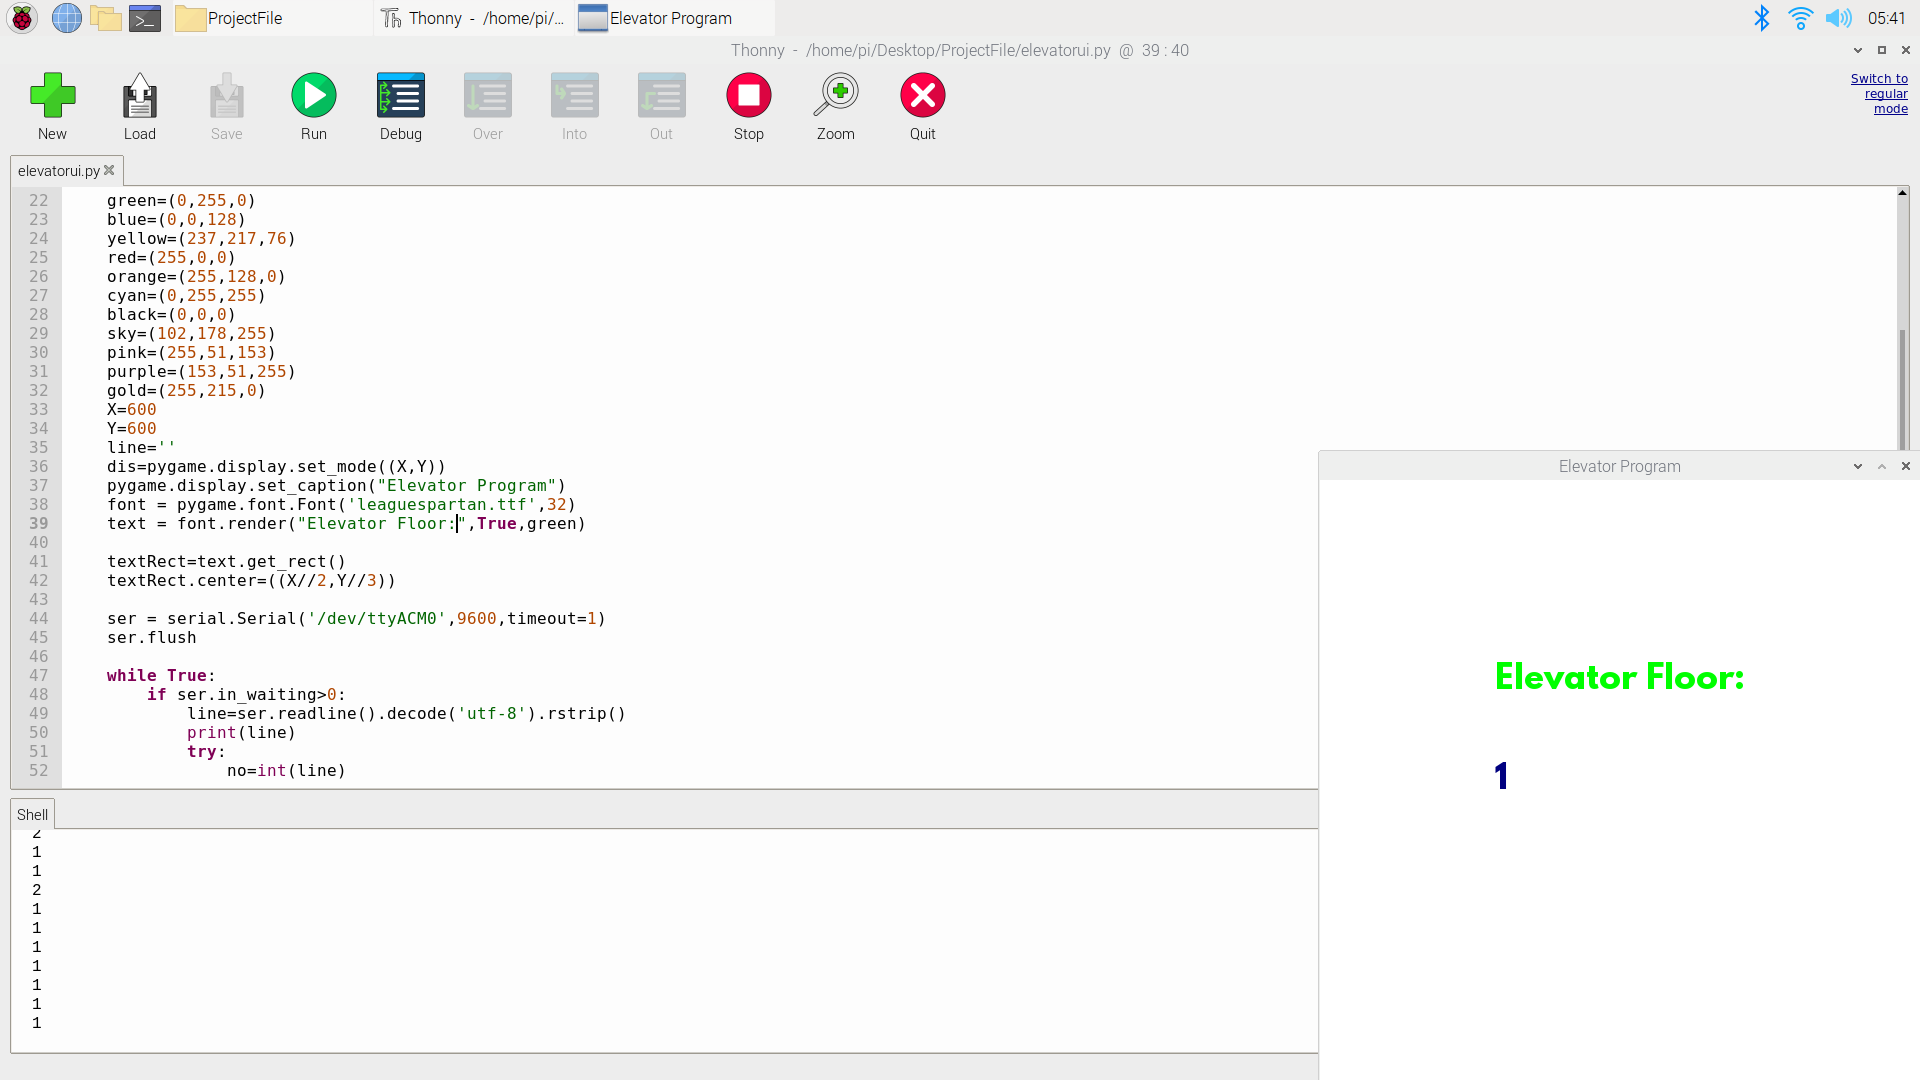 ProjectFile
Thonny - /home/pi/...
Elevator Program
05:41
Thonny - /home/pi/Desktop/ProjectFile/elevatorui.py @ 39 : 40
Switch to
regular
mode
New
Load
Save
Run
Debug
Over
Into
Out
Stop
Zoom
Quit
elevatorui.py
22 green=(0,255,0)
23 blue=(0,0,128)
24 yellow=(237,217,76)
25 red=(255,0,0)
26 orange=(255,128,0)
27 cyan=(0,255,255)
28 black=(0,0,0)
29 sky=(102,178,255)
30 pink=(255,51,153)
31 purple=(153,51,255)
32 gold=(255,215,0)
33 X=600
34 Y=600
35 line=''
36 dis=pygame.display.set_mode((X,Y))
37 pygame.display.set_caption("Elevator Program")
38 font = pygame.font.Font('leaguespartan.ttf',32)
39 text = font.render("Elevator Floor:",True,green)
40
41 textRect=text.get_rect()
42 textRect.center=((X//2,Y//3))
43
44 ser = serial.Serial('/dev/ttyACM0',9600,timeout=1)
45 ser.flush
46
47 while True:
48 if ser.in_waiting>0:
49 line=ser.readline().decode('utf-8').rstrip()
50 print(line)
51 try:
52 no=int(line)
Shell
2
1
1
2
1
1
1
1
1
1
1
Elevator Program
Elevator Floor:
1